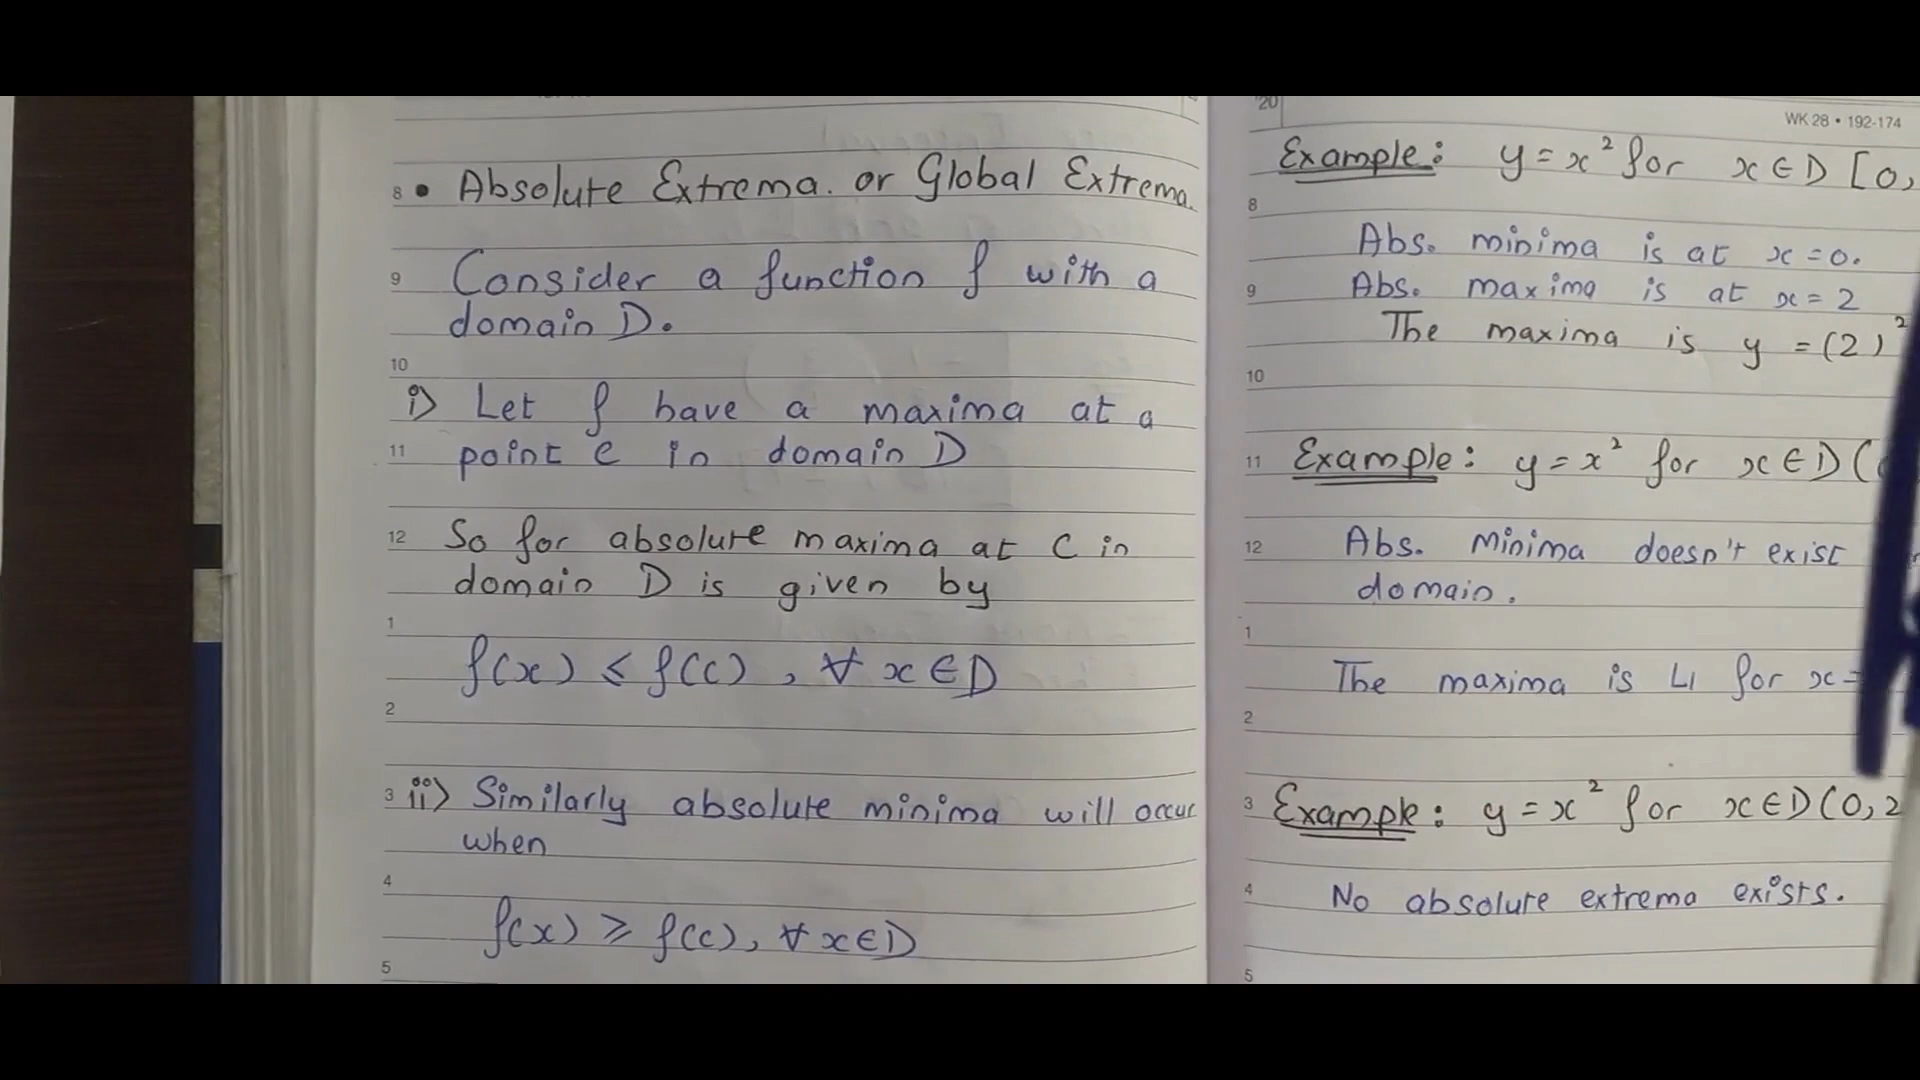 8 • Absolute Extrema. or Global Extrema.
9 Consider a function f with a
domain D.
10
i) Let f have a maxima at a
11 point c in domain D
12 So for absolute maxima at C in
domain D is given by
1
f(x) ≤ f(c), ∀ x∈D
2
3 ii) Similarly absolute minima will occur
when
4
f(x) ≥ f(c), ∀ x∈D
5
20
WK 28 • 192-174
Example: y = x² for x∈D [0,
8
Abs. minima is at x=0.
9 Abs. maxima is at x=2
The maxima is y = (2)²
10
11 Example: y = x² for x∈D (
12 Abs. minima doesn't exist
domain.
1
The maxima is 4 for x=
2
3 Example: y = x² for x∈D (0, 2
4 No absolute extrema exists.
5